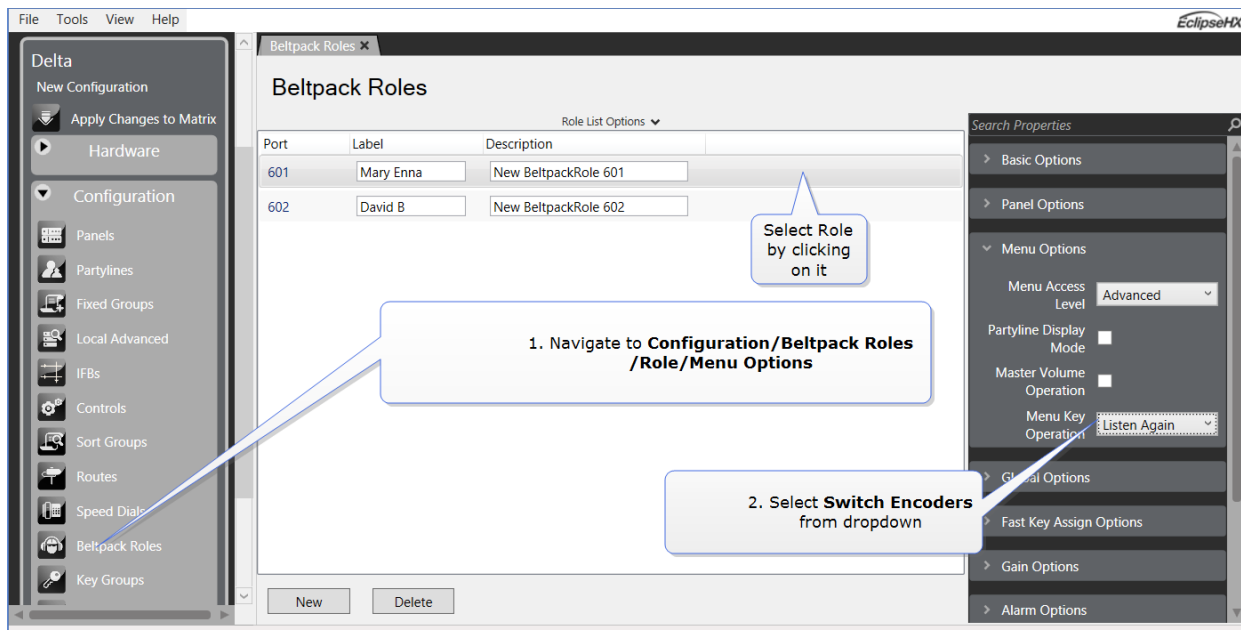 File Tools View Help
EclipseHX
Delta
New Configuration
Apply Changes to Matrix
Hardware
Configuration
Panels
Partylines
Fixed Groups
Local Advanced
IFBs
Controls
Sort Groups
Routes
Speed Dials
Beltpack Roles
Key Groups
Beltpack Roles ×
Beltpack Roles
Role List Options
Port Label Description
601 Mary Enna New BeltpackRole 601
602 David B New BeltpackRole 602
Select Role
by clicking
on it
1. Navigate to Configuration/Beltpack Roles
/Role/Menu Options
2. Select Switch Encoders
from dropdown
New Delete
Search Properties
Basic Options
Panel Options
Menu Options
Menu Access
Level
Advanced
Partyline Display
Mode
Master Volume
Operation
Menu Key
Operation
Listen Again
Global Options
Fast Key Assign Options
Gain Options
Alarm Options